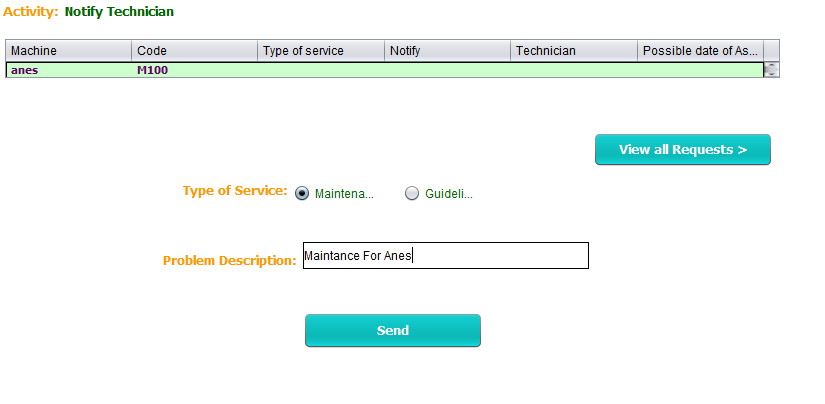 Activity: Notify Technician
Machine Code Type of service Notify Technician Possible date of As...
anes M100
View all Requests >
Type of Service: Maintena... Guideli...
Problem Description: Maintance For Anes
Send